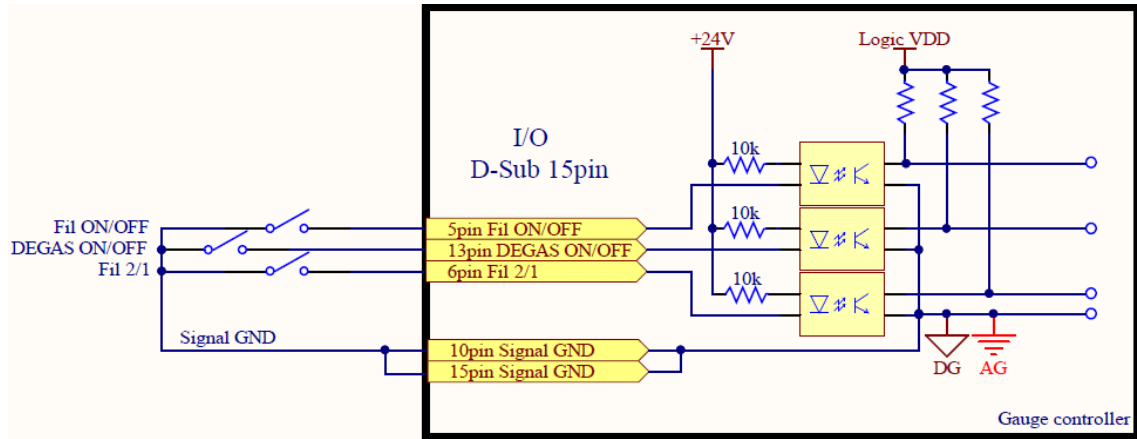 +24V
Logic VDD
I/O
D-Sub 15pin
10k
Fil ON/OFF
DEGAS ON/OFF
Fil 2/1
5pin Fil ON/OFF
13pin DEGAS ON/OFF
6pin Fil 2/1
10k
10k
Signal GND
10pin Signal GND
15pin Signal GND
DG
AG
Gauge controller